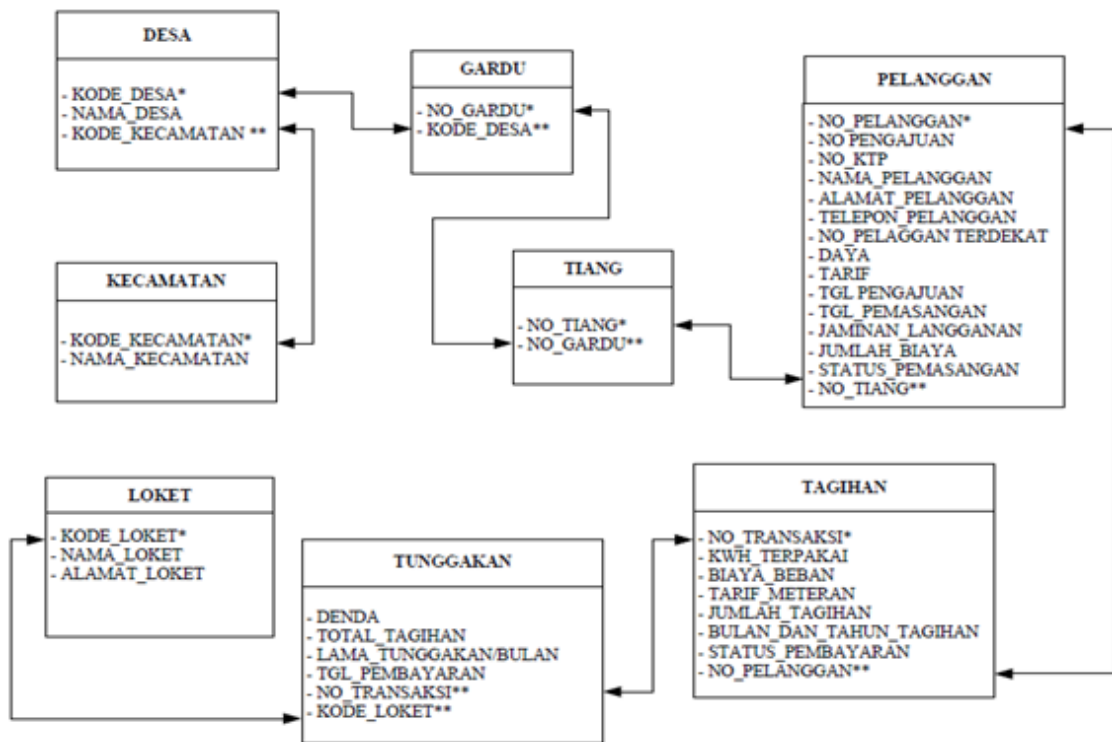 DESA
- KODE_DESA*
- NAMA_DESA
- KODE_KECAMATAN **
GARDU
- NO_GARDU*
- KODE_DESA**
PELANGGAN
- NO_PELANGGAN*
- NO PENGAJUAN
- NO_KTP
- NAMA_PELANGGAN
- ALAMAT_PELANGGAN
- TELEPON_PELANGGAN
- NO_PELAGGAN TERDEKAT
- DAYA
- TARIF
- TGL PENGAJUAN
- TGL_PEMASANGAN
- JAMINAN_LANGGANAN
- JUMLAH_BIAYA
- STATUS_PEMASANGAN
- NO_TIANG**
KECAMATAN
- KODE_KECAMATAN*
- NAMA_KECAMATAN
TIANG
- NO_TIANG*
- NO_GARDU**
LOKET
- KODE_LOKET*
- NAMA_LOKET
- ALAMAT_LOKET
TUNGGAKAN
- DENDA
- TOTAL_TAGIHAN
- LAMA_TUNGGAKAN/BULAN
- TGL_PEMBAYARAN
- NO_TRANSAKSI**
- KODE_LOKET**
TAGIHAN
- NO_TRANSAKSI*
- KWH_TERPAKAI
- BIAYA_BEBAN
- TARIF_METERAN
- JUMLAH_TAGIHAN
- BULAN_DAN_TAHUN_TAGIHAN
- STATUS_PEMBAYARAN
- NO_PELANGGAN**